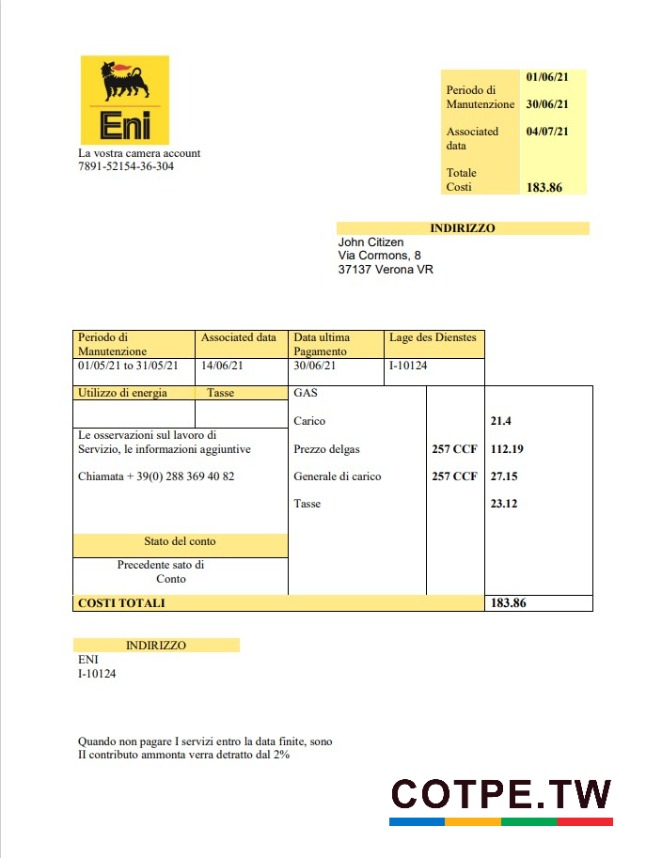 Eni
La vostra camera account
7891-52154-36-304
01/06/21
Periodo di
Manutenzione 30/06/21
Associated 04/07/21
data
Totale
Costi 183.86
INDIRIZZO
John Citizen
Via Cormons, 8
37137 Verona VR
Periodo di Manutenzione
Associated data
Data ultima Pagamento
Lage des Dienstes
01/05/21 to 31/05/21
14/06/21
30/06/21
I-10124
Utilizzo di energia
Tasse
GAS
Carico 21.4
Le osservazioni sul lavoro di
Servizio, le informazioni aggiuntive
Prezzo delgas 257 CCF 112.19
Chiamata + 39(0) 288 369 40 82
Generale di carico 257 CCF 27.15
Tasse 23.12
Stato del conto
Precedente sato di
Conto
COSTI TOTALI 183.86
INDIRIZZO
ENI
I-10124
Quando non pagare I servizi entro la data finite, sono
II contributo ammonta verra detratto dal 2%
COTPE.TW